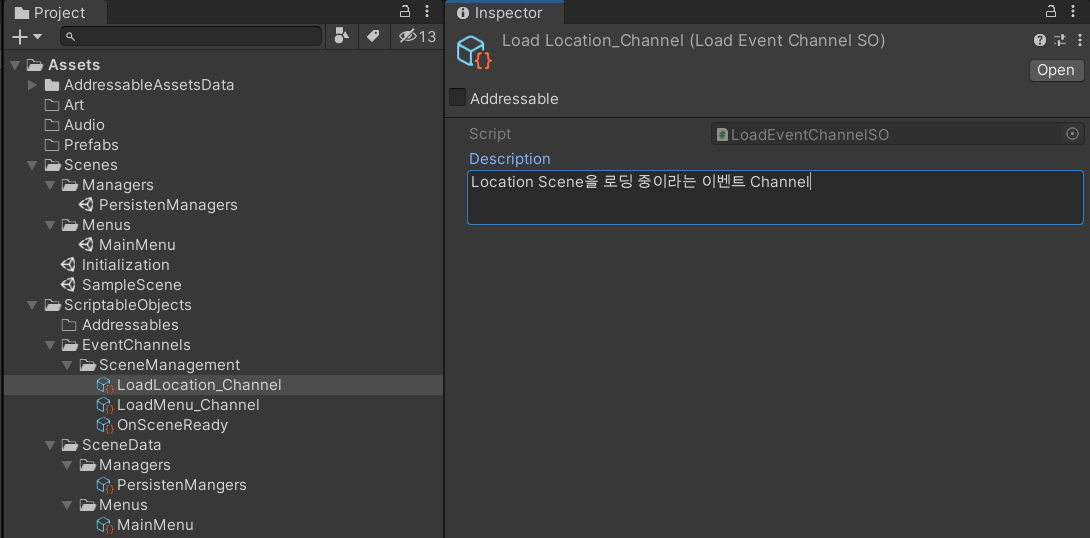 Project
13
Assets
AddressableAssetsData
Art
Audio
Prefabs
Scenes
Managers
PersistenManagers
Menus
MainMenu
Initialization
SampleScene
ScriptableObjects
Addressables
EventChannels
SceneManagement
LoadLocation_Channel
LoadMenu_Channel
OnSceneReady
SceneData
Managers
PersistenMangers
Menus
MainMenu
Inspector
Load Location_Channel (Load Event Channel SO)
Open
Addressable
Script LoadEventChannelSO
Description
Location Scene을 로딩 중이라는 이벤트 Channel